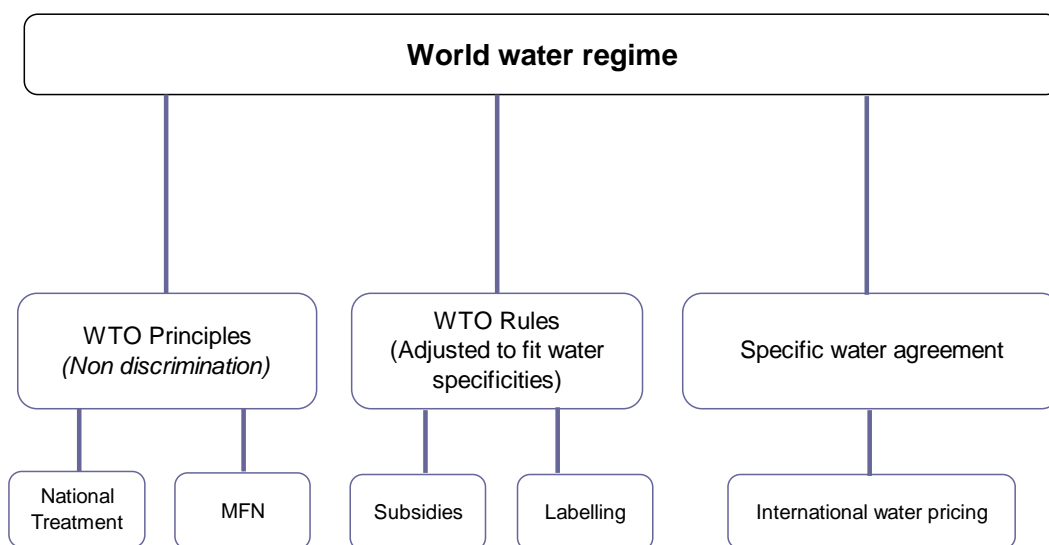 World water regime
WTO Principles
(Non discrimination)
WTO Rules
(Adjusted to fit water
specificities)
Specific water agreement
National
Treatment
MFN
Subsidies
Labelling
International water pricing